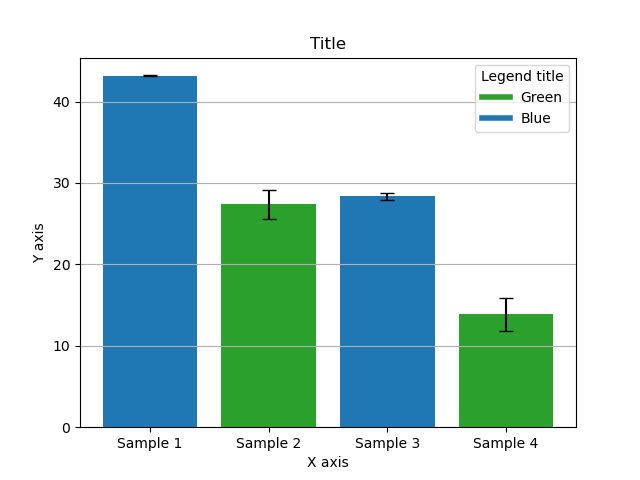 Title
Legend title
Green
Blue
Y axis
40
30
20
10
0
Sample 1
Sample 2
Sample 3
Sample 4
X axis